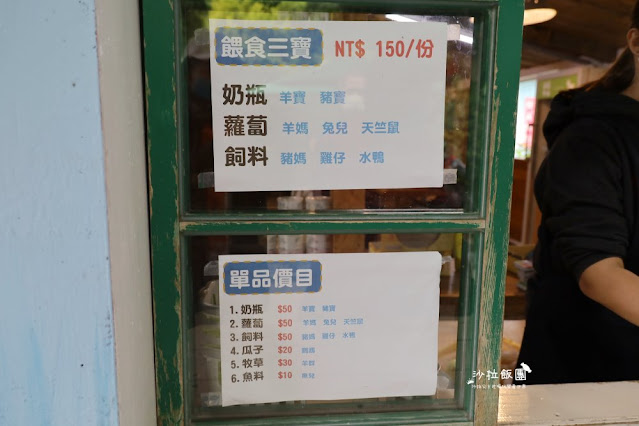 餵食三寶 NT$ 150/份
奶瓶 羊寶 豬寶
蘿蔔 羊媽 兔兒 天竺鼠
飼料 豬媽 雞仔 水鴨
單品價目
1. 奶瓶 $50 羊寶 豬寶
2. 蘿蔔 $50 羊媽 兔兒 天竺鼠
3. 飼料 $50 豬媽 雞仔 水鴨
4. 瓜子 $20
5. 牧草 $30
6. 魚料 $10 魚兒
沙拉飯團